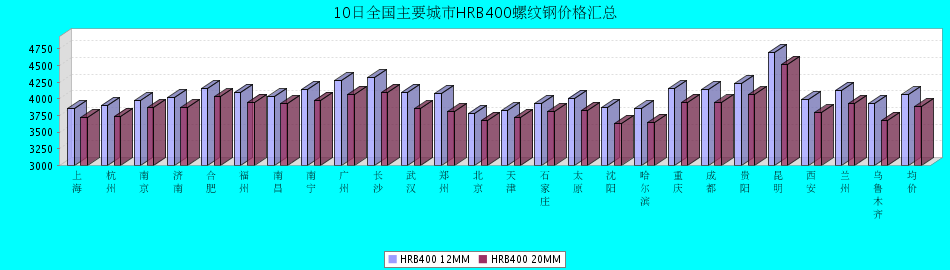 10日全国主要城市HRB400螺纹钢价格汇总
4750
4500
4250
4000
3750
3500
3250
3000
上海
杭州
南京
济南
合肥
福州
南昌
南宁
广州
长沙
武汉
郑州
北京
天津
石家庄
太原
沈阳
哈尔滨
重庆
成都
贵阳
昆明
西安
兰州
乌鲁木齐
均价
HRB400 12MM
HRB400 20MM